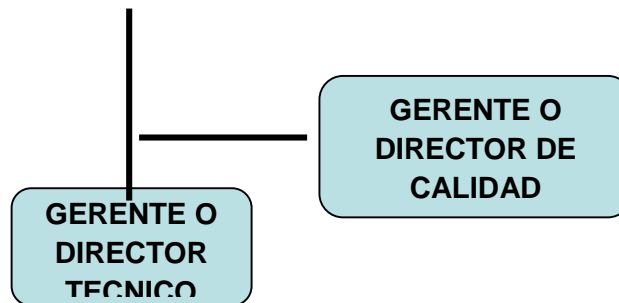 GERENTE O
DIRECTOR DE
CALIDAD
GERENTE O
DIRECTOR
TECNICO